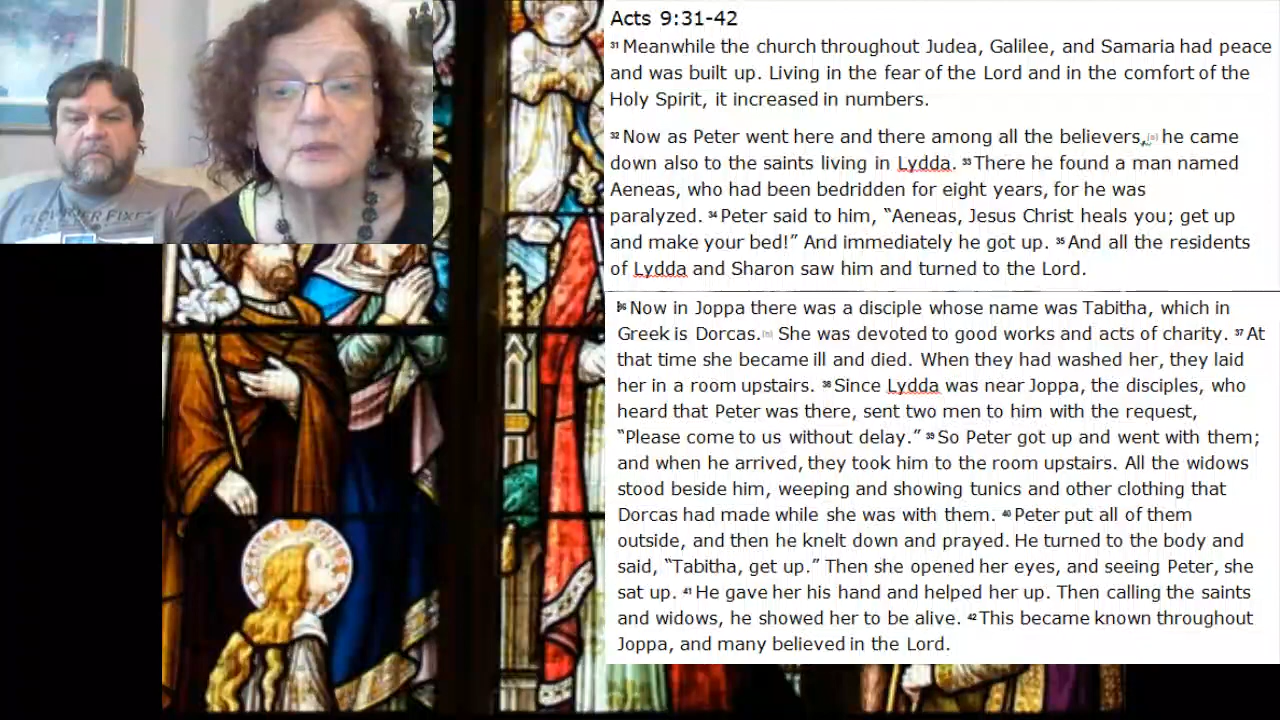 Acts 9:31-42
31 Meanwhile the church throughout Judea, Galilee, and Samaria had peace
and was built up. Living in the fear of the Lord and in the comfort of the
Holy Spirit, it increased in numbers.
32 Now as Peter went here and there among all the believers, he came
down also to the saints living in Lydda. 33 There he found a man named
Aeneas, who had been bedridden for eight years, for he was
paralyzed. 34 Peter said to him, “Aeneas, Jesus Christ heals you; get up
and make your bed!” And immediately he got up. 35 And all the residents
of Lydda and Sharon saw him and turned to the Lord.
36 Now in Joppa there was a disciple whose name was Tabitha, which in
Greek is Dorcas. She was devoted to good works and acts of charity. 37 At
that time she became ill and died. When they had washed her, they laid
her in a room upstairs. 38 Since Lydda was near Joppa, the disciples, who
heard that Peter was there, sent two men to him with the request,
“Please come to us without delay.” 39 So Peter got up and went with them;
and when he arrived, they took him to the room upstairs. All the widows
stood beside him, weeping and showing tunics and other clothing that
Dorcas had made while she was with them. 40 Peter put all of them
outside, and then he knelt down and prayed. He turned to the body and
said, “Tabitha, get up.” Then she opened her eyes, and seeing Peter, she
sat up. 41 He gave her his hand and helped her up. Then calling the saints
and widows, he showed her to be alive. 42 This became known throughout
Joppa, and many believed in the Lord.